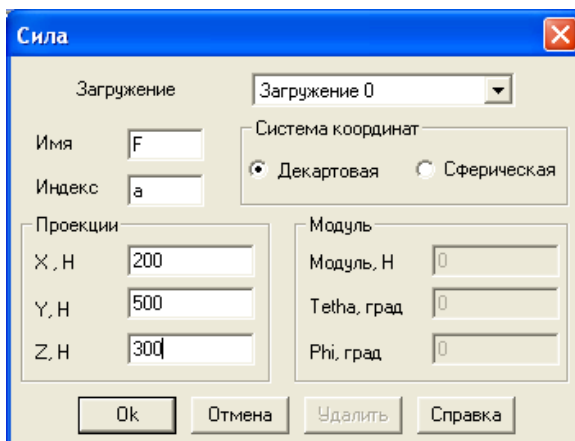 Сила
Загружение Загружение 0
Имя F
Индекс a
Система координат
Декартовая Сферическая
Проекции
X , Н 200
Y, Н 500
Z, Н 300
Модуль
Модуль, Н 0
Tetha, град 0
Phi, град 0
Ok Отмена Удалить Справка